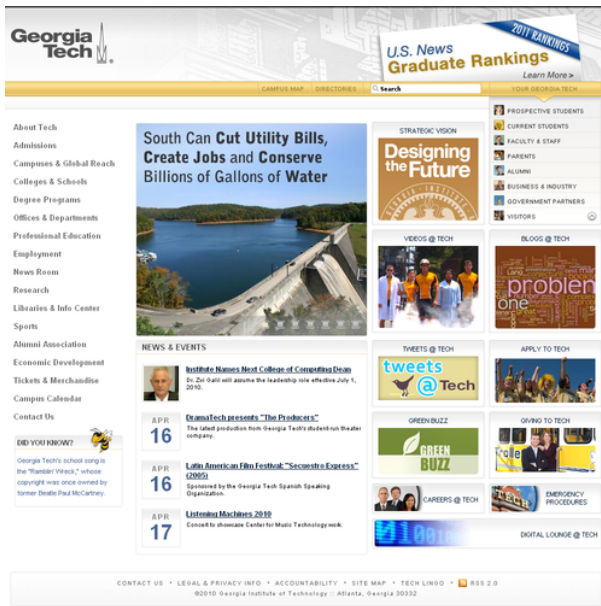 Georgia
Tech
U.S. News
Graduate Rankings
2011 RANKINGS
Learn More >
CAMPUS MAP
DIRECTORIES
Search
YOUR GEORGIA TECH
PROSPECTIVE STUDENTS
CURRENT STUDENTS
FACULTY & STAFF
PARENTS
ALUMNI
BUSINESS & INDUSTRY
GOVERNMENT PARTNERS
VISITORS
About Tech
Admissions
Campuses & Global Reach
Colleges & Schools
Degree Programs
Offices & Departments
Professional Education
Employment
News Room
Research
Libraries & Info Center
Sports
Alumni Association
Economic Development
Tickets & Merchandise
Campus Calendar
Contact Us
DID YOU KNOW?
Georgia Tech's school song is
the "Ramblin' Wreck," whose
copyright was once owned by
former Beatle Paul McCartney.
South Can Cut Utility Bills,
Create Jobs and Conserve
Billions of Gallons of Water
NEWS & EVENTS
Institute Names Next College of Computing Dean
Dr. Zvi Galil will assume the leadership role effective July 1,
2010.
APR
16
DramaTech presents "The Producers"
The latest production from Georgia Tech's student-run theater
company.
APR
16
Latin American Film Festival: "Secuestro Express"
(2005)
Sponsored by the Georgia Tech Spanish Speaking
Organization.
APR
17
Listening Machines 2010
Concert to showcase Center for Music Technology work.
STRATEGIC VISION
Designing
the Future
VIDEOS @ TECH
BLOGS @ TECH
problem
one
TWEETS @ TECH
tweets
@ Tech
APPLY TO TECH
GREEN BUZZ
GREEN
BUZZ
GIVING TO TECH
CAREERS @ TECH
TECH
EMERGENCY
PROCEDURES
DIGITAL LOUNGE @ TECH
CONTACT US • LEGAL & PRIVACY INFO • ACCOUNTABILITY • SITE MAP • TECH LINGO • RSS 2.0
©2010 Georgia Institute of Technology :: Atlanta, Georgia 30332